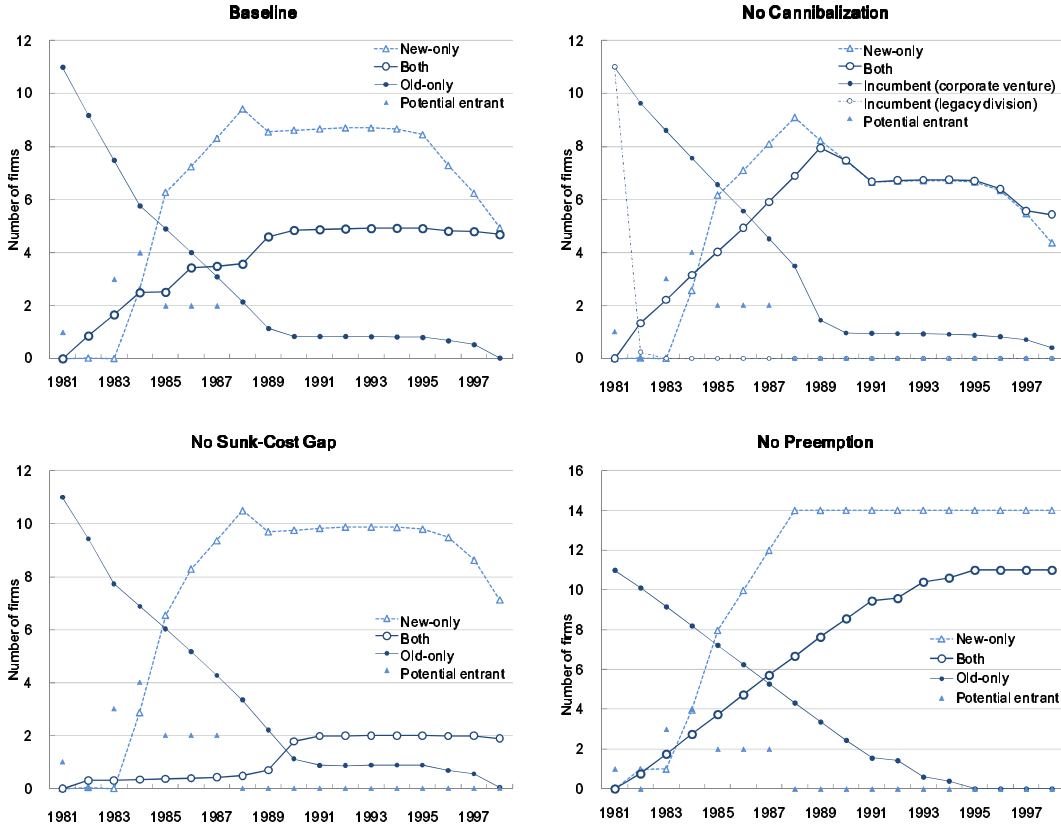 Baseline
Number of firms
12
10
8
6
4
2
0
New-only
Both
Old-only
Potential entrant
1981 1983 1985 1987 1989 1991 1993 1995 1997
No Cannibalization
Number of firms
12
10
8
6
4
2
0
New-only
Both
Incumbent (corporate venture)
Incumbent (legacy division)
Potential entrant
1981 1983 1985 1987 1989 1991 1993 1995 1997
No Sunk-Cost Gap
Number of firms
12
10
8
6
4
2
0
New-only
Both
Old-only
Potential entrant
1981 1983 1985 1987 1989 1991 1993 1995 1997
No Preemption
Number of firms
16
14
12
10
8
6
4
2
0
New-only
Both
Old-only
Potential entrant
1981 1983 1985 1987 1989 1991 1993 1995 1997